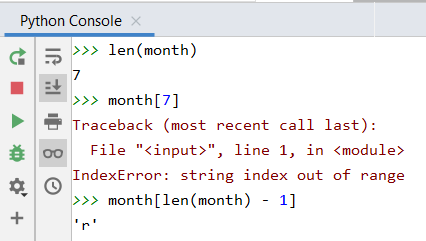 Python Console ×
>>> len(month)
7
>>> month[7]
Traceback (most recent call last):
  File "<input>", line 1, in <module>
IndexError: string index out of range
>>> month[len(month) - 1]
'r'